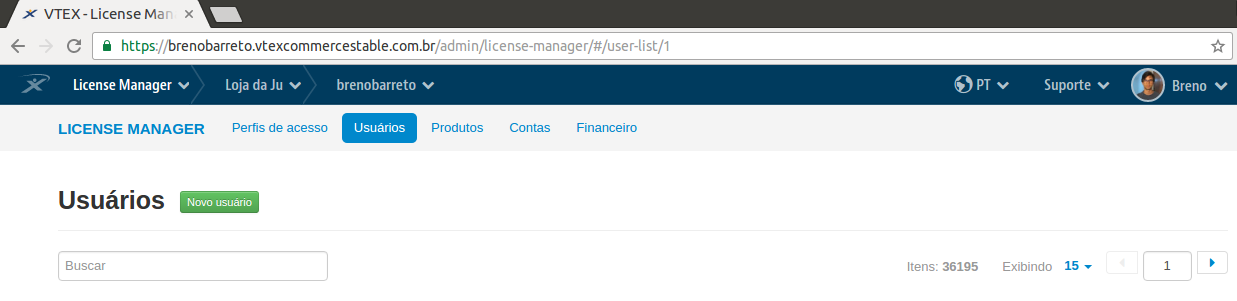 VTEX - License Man
https://brenobarreto.vtexcommercestable.com.br/admin/license-manager/#/user-list/1
License Manager Loja da Ju brenobarreto PT Suporte Breno
LICENSE MANAGER Perfis de acesso Usuários Produtos Contas Financeiro
Usuários Novo usuário
Buscar Itens: 36195 Exibindo 15 1